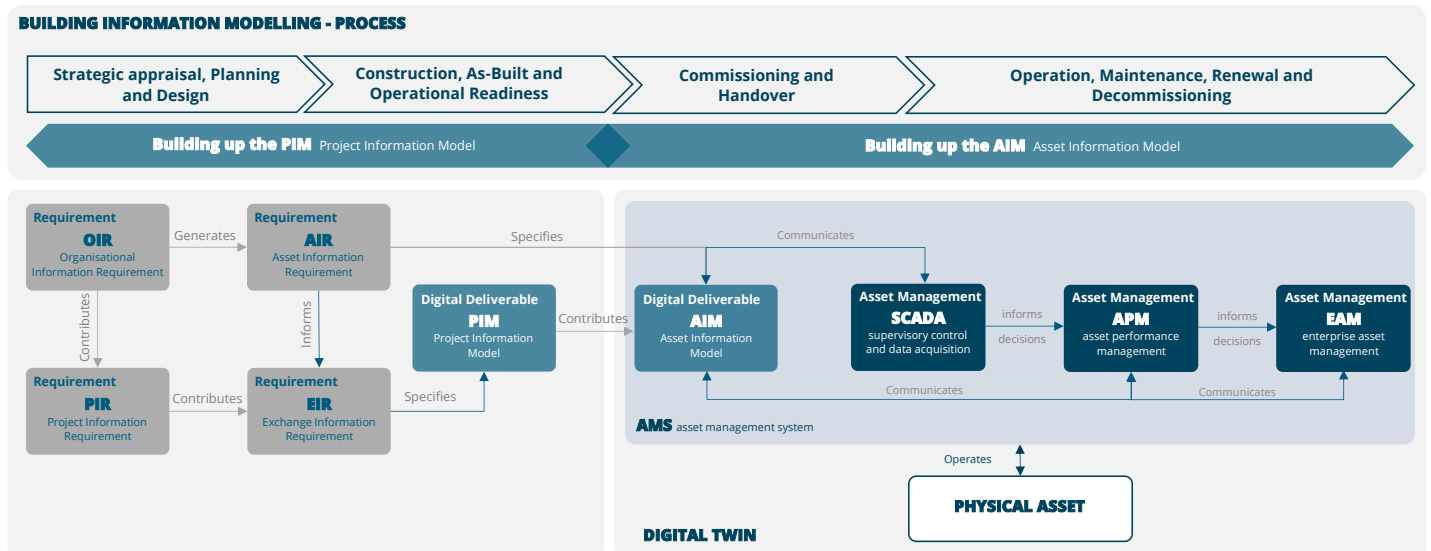 BUILDING INFORMATION MODELLING - PROCESS
Strategic appraisal, Planning
and Design
Construction, As-Built and
Operational Readiness
Commissioning and
Handover
Operation, Maintenance, Renewal and
Decommissioning
Building up the PIM Project Information Model
Building up the AIM Asset Information Model
Requirement
OIR
Organisational
Information Requirement
Generates
Requirement
AIR
Asset Information
Requirement
Specifies
Communicates
Contributes
Informs
Digital Deliverable
PIM
Project Information
Model
Contributes
Digital Deliverable
AIM
Asset Information
Model
Asset Management
SCADA
supervisory control
and data acquisition
informs
decisions
Asset Management
APM
asset performance
management
informs
decisions
Asset Management
EAM
enterprise asset
management
Requirement
PIR
Project Information
Requirement
Contributes
Requirement
EIR
Exchange Information
Requirement
Specifies
Communicates
Communicates
AMS asset management system
Operates
PHYSICAL ASSET
DIGITAL TWIN